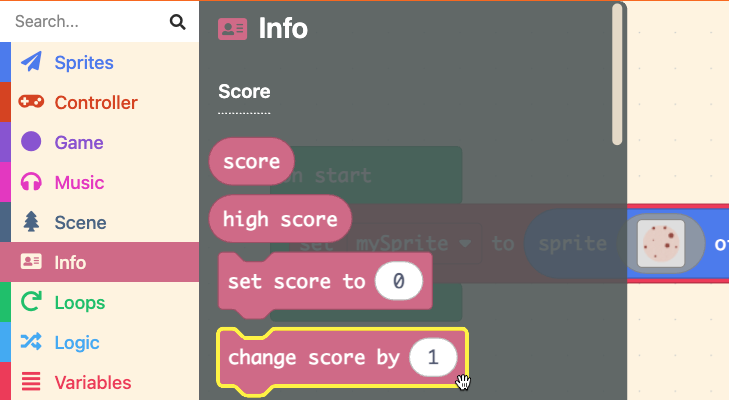 Search...
Sprites
Controller
Game
Music
Scene
Info
Loops
Logic
Variables
Info
Score
score
high score
set score to 0
change score by 1
on start
set mySprite to sprite of